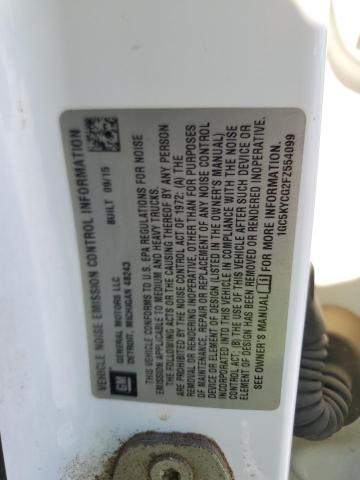 VEHICLE NOISE EMISSION CONTROL INFORMATION
GM
GENERAL MOTORS LLC
DETROIT, MICHIGAN 48243
BUILT 09/15
THIS VEHICLE CONFORMS TO U.S. EPA REGULATIONS FOR NOISE
EMISSION APPLICABLE TO MEDIUM AND HEAVY TRUCKS.
THE FOLLOWING ACTS OR THE CAUSING THEREOF BY ANY PERSON
ARE PROHIBITED BY THE NOISE CONTROL ACT OF 1972: (A) THE
REMOVAL OR RENDERING INOPERATIVE, OTHER THAN FOR PURPOSES
OF MAINTENANCE, REPAIR, OR REPLACEMENT OF ANY NOISE CONTROL
DEVICE OR ELEMENT OF DESIGN (LISTED IN THE OWNER'S MANUAL)
INCORPORATED INTO THIS VEHICLE IN COMPLIANCE WITH THE NOISE
CONTROL ACT; (B) THE USE OF THE VEHICLE AFTER SUCH DEVICE OR
ELEMENT OF DESIGN HAS BEEN REMOVED OR RENDERED INOPERATIVE.
SEE OWNER'S MANUAL FOR MORE INFORMATION.
1GC5KYCG2FZ554099